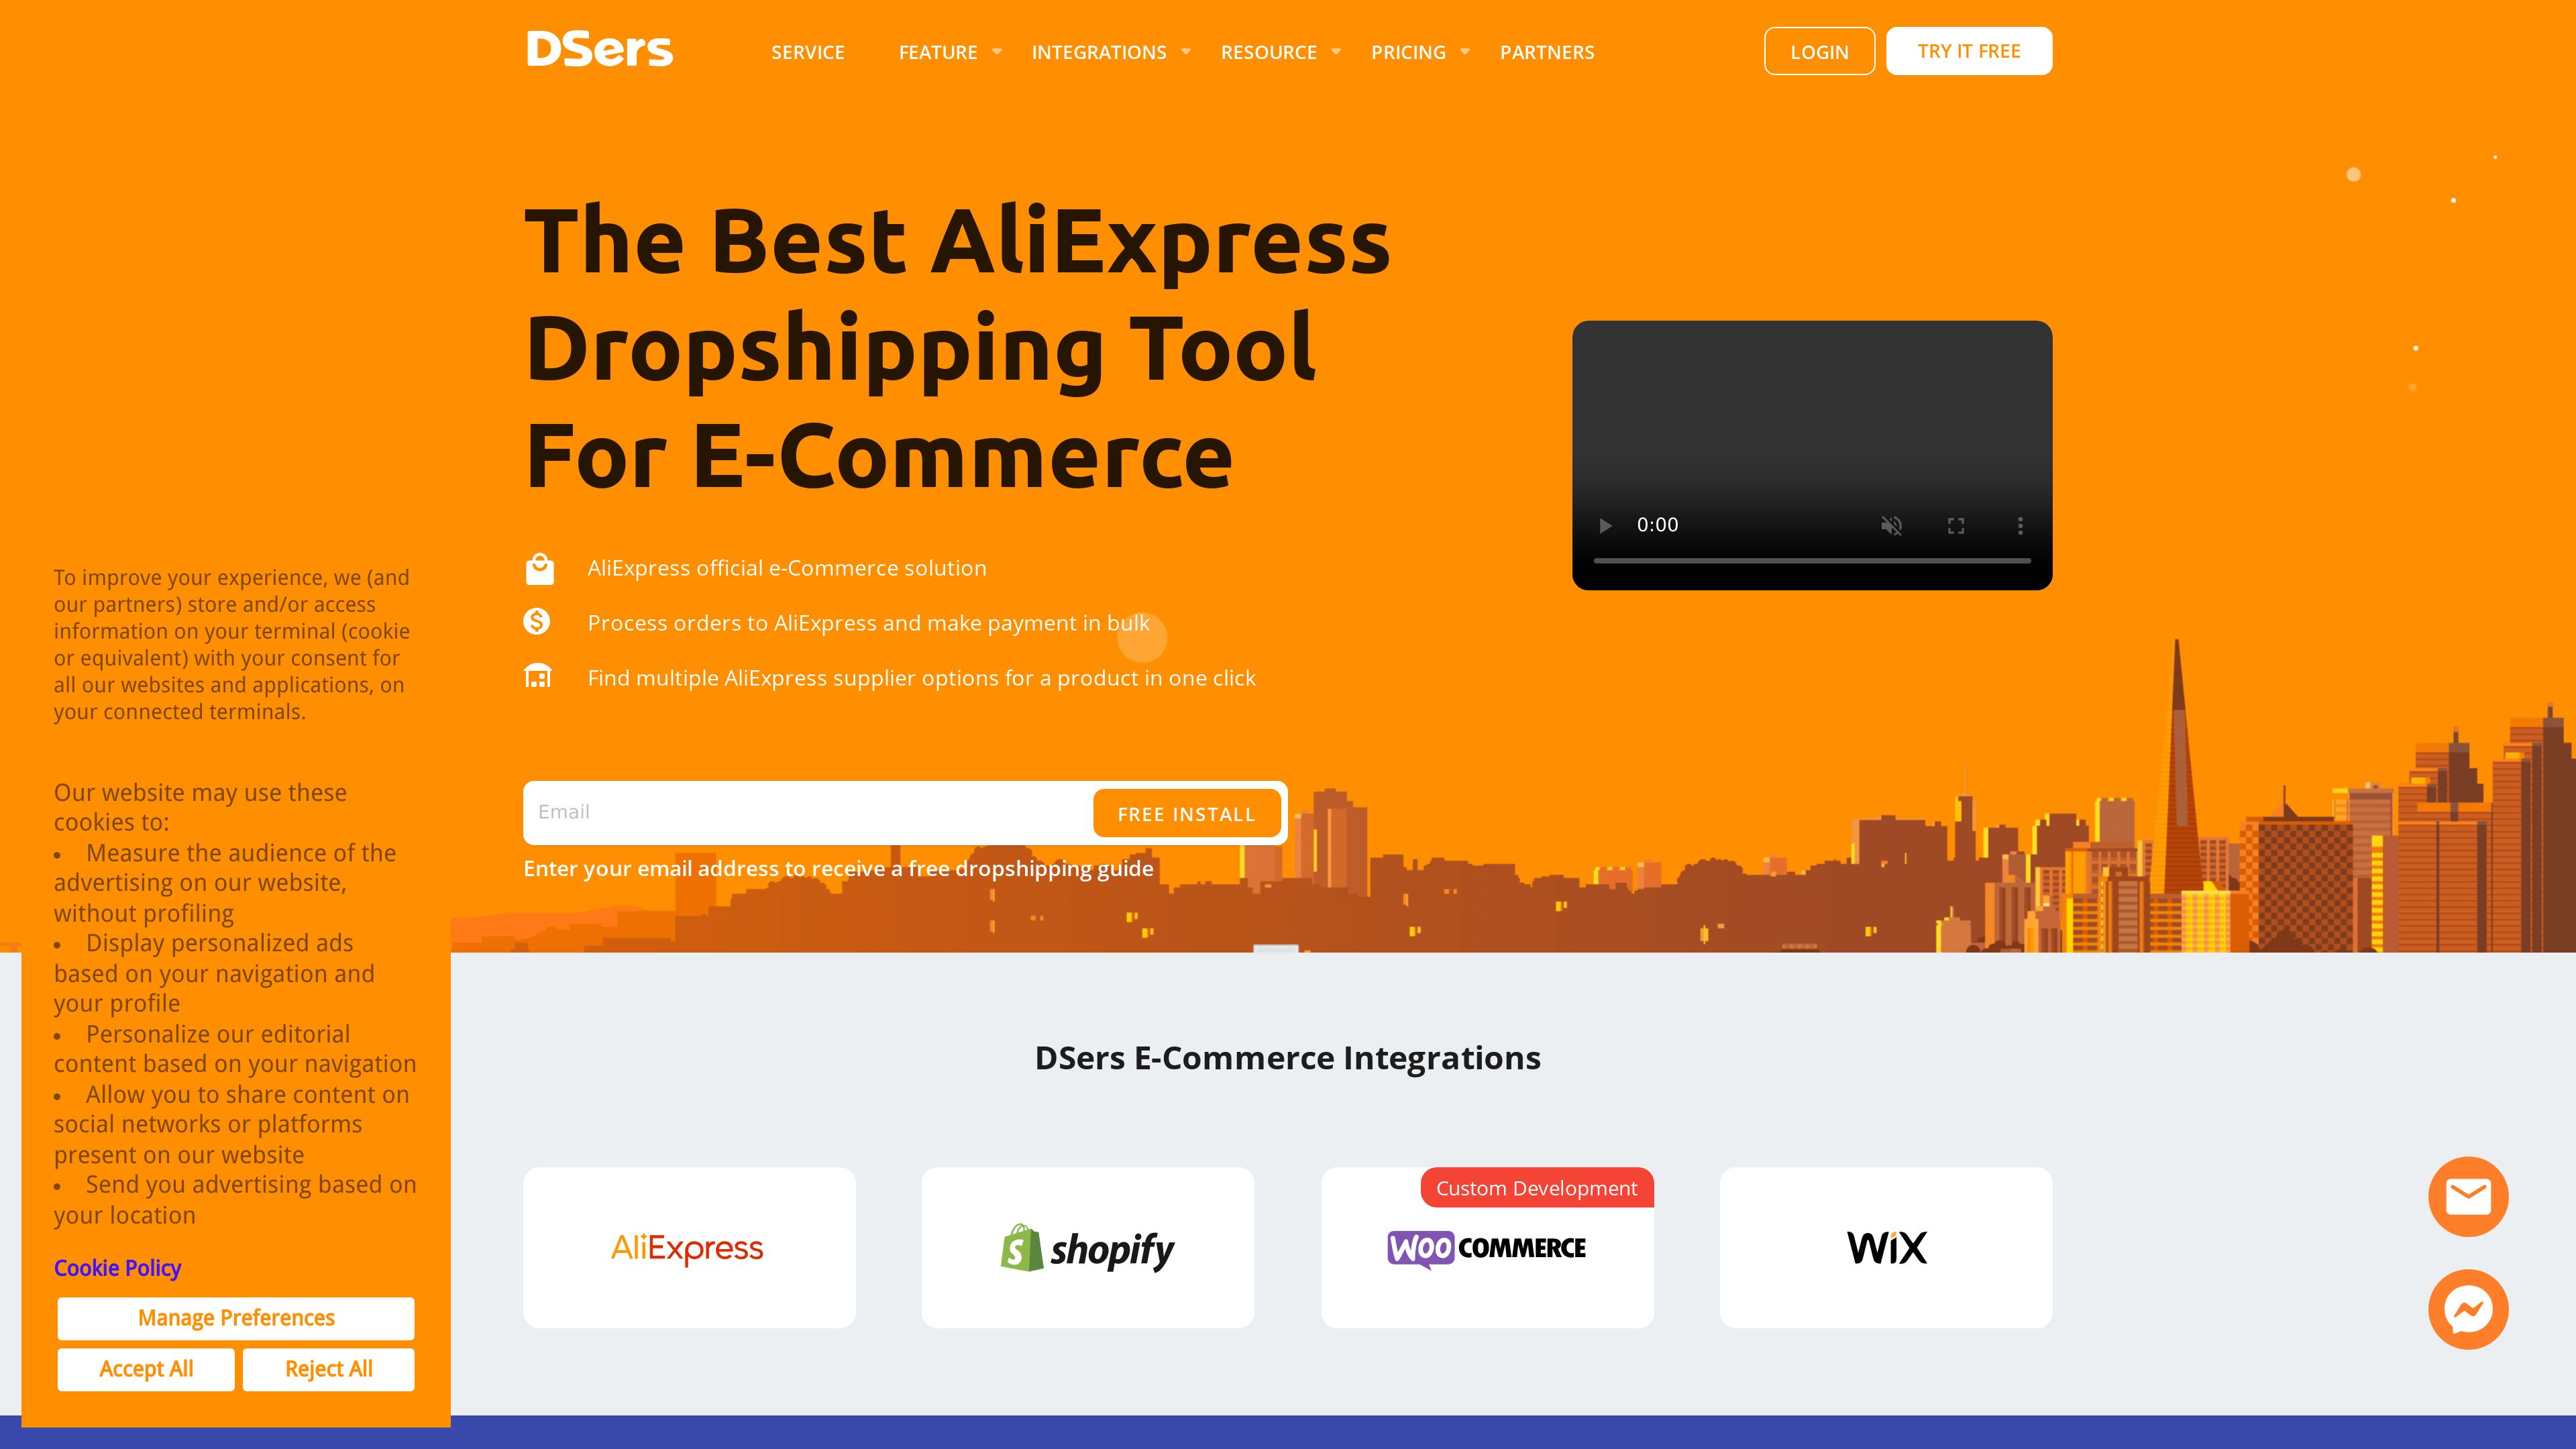 DSers
SERVICE
FEATURE
INTEGRATIONS
RESOURCE
PRICING
PARTNERS
LOGIN
TRY IT FREE
The Best AliExpress
Dropshipping Tool
For E-Commerce
AliExpress official e-Commerce solution
Process orders to AliExpress and make payment in bulk
Find multiple AliExpress supplier options for a product in one click
0:00
Email
FREE INSTALL
Enter your email address to receive a free dropshipping guide
To improve your experience, we (and
our partners) store and/or access
information on your terminal (cookie
or equivalent) with your consent for
all our websites and applications, on
your connected terminals.
Our website may use these
cookies to:
• Measure the audience of the
advertising on our website,
without profiling
• Display personalized ads
based on your navigation and
your profile
• Personalize our editorial
content based on your navigation
• Allow you to share content on
social networks or platforms
present on our website
• Send you advertising based on
your location
Cookie Policy
Manage Preferences
Accept All
Reject All
DSers E-Commerce Integrations
AliExpress
shopify
Custom Development
WOO COMMERCE
WiX